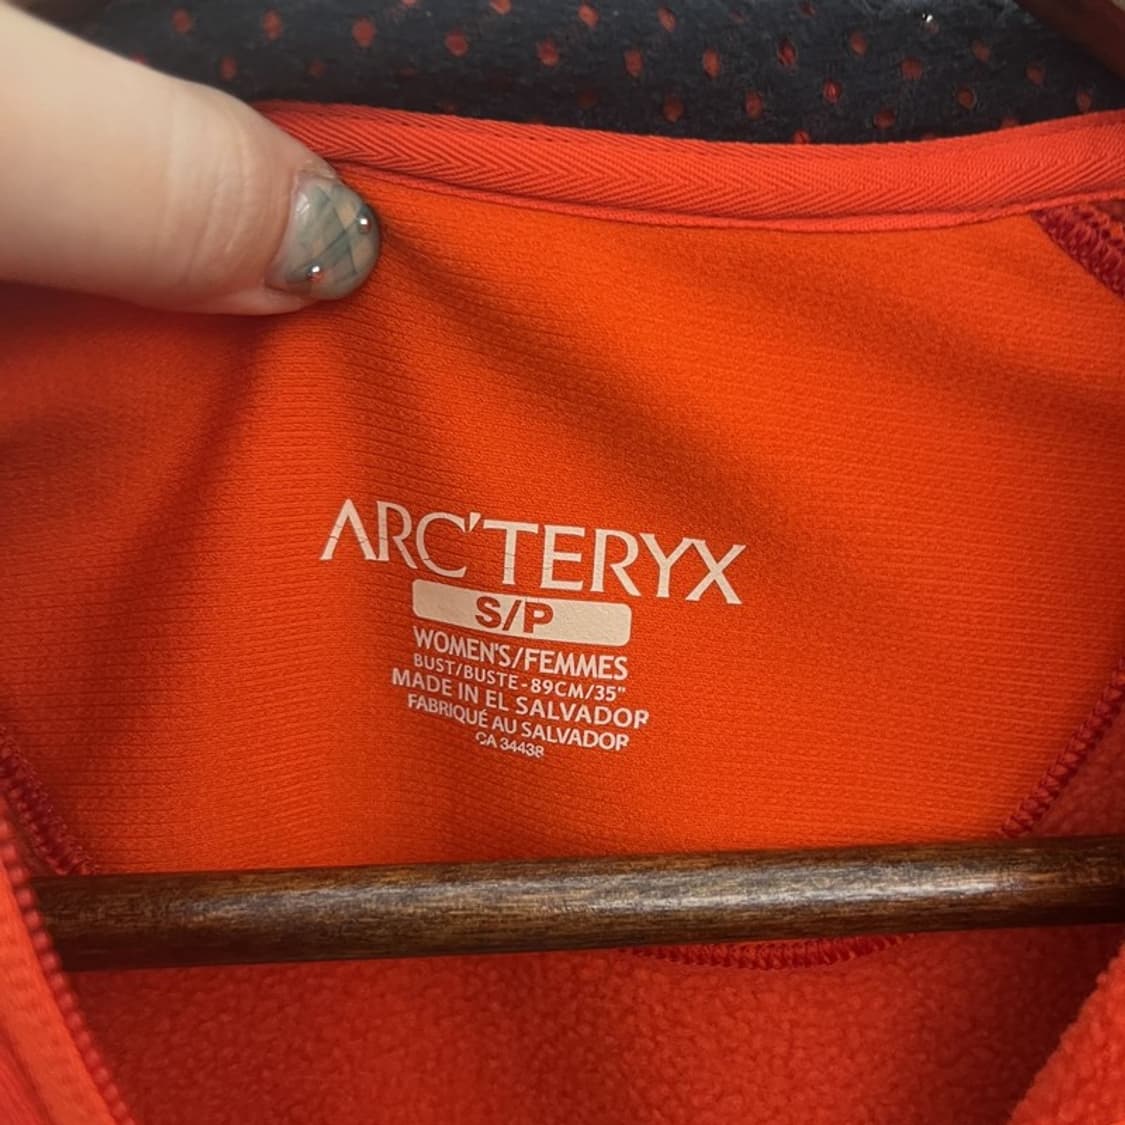 ARC'TERYX
S/P
WOMEN'S/FEMMES
BUST/BUSTE-89CM/35"
MADE IN EL SALVADOR
FABRIQUÉ AU SALVADOR
CA 34438